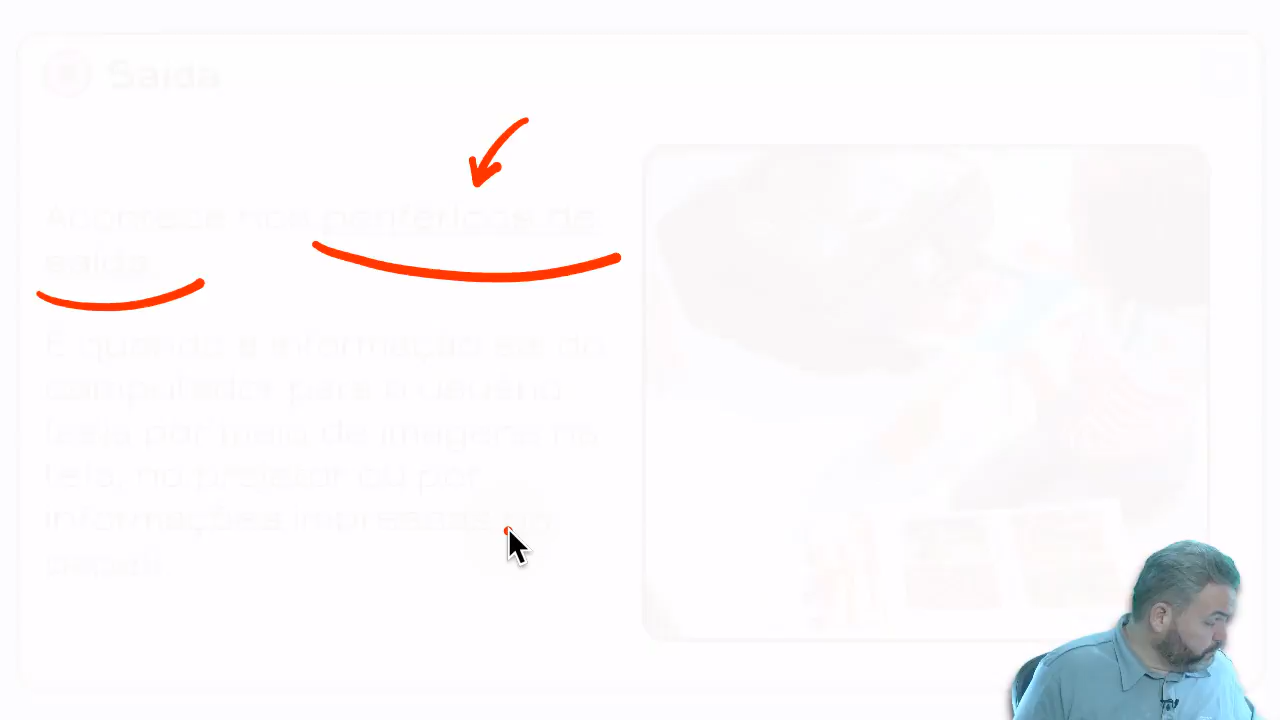 Saída
Acontece nos periféricos de
saída
É quando a informação sai do
computador para o usuário
seja por meio de imagens na
tela, no projetor ou por
informações impressas no
papel